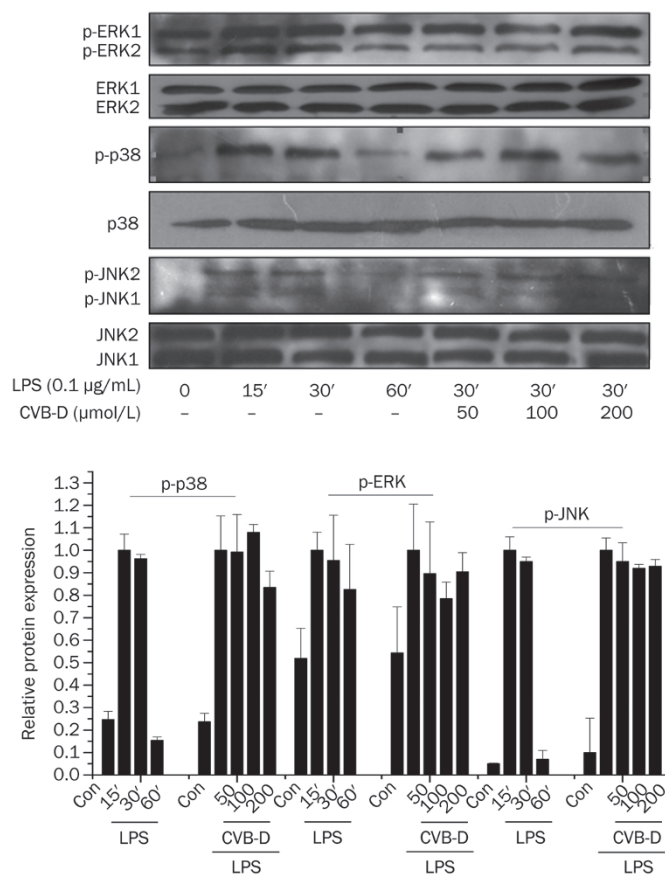 p-ERK1
p-ERK2
ERK1
ERK2
p-p38
p38
p-JNK2
p-JNK1
JNK2
JNK1
LPS (0.1 µg/mL) 0 15′ 30′ 60′ 30′ 30′ 30′
CVB-D (µmol/L) – – – – 50 100 200
p-p38 p-ERK p-JNK
Relative protein expression
1.3
1.2
1.1
1.0
0.9
0.8
0.7
0.6
0.5
0.4
0.3
0.2
0.1
0.0
Con 15′ 30′ 60′ Con 50 100 200 Con 15′ 30′ 60′ Con 50 100 200 Con 15′ 30′ 60′ Con 50 100 200
LPS CVB-D LPS CVB-D LPS CVB-D
LPS LPS LPS